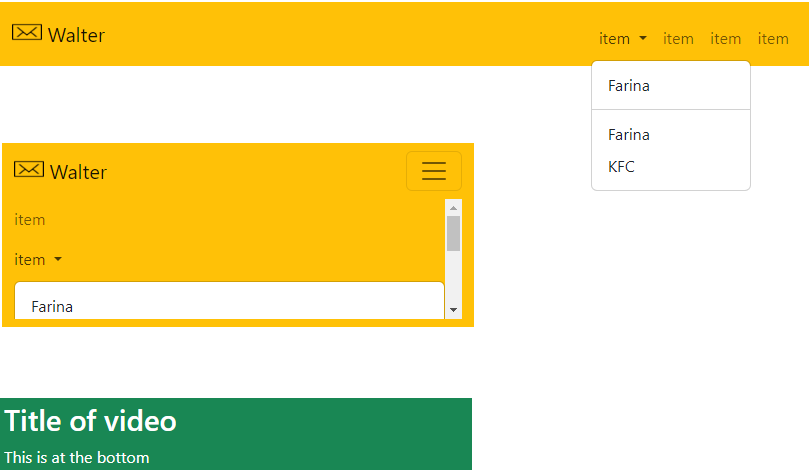 Walter
item item item item
Farina
Farina
KFC
Walter
item
item
Farina
Title of video
This is at the bottom